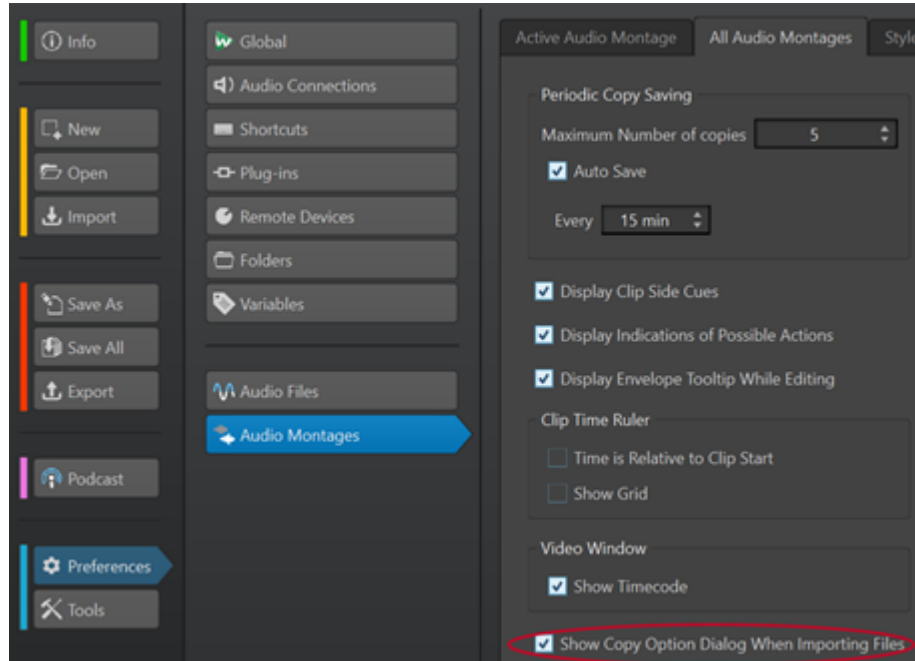 Info
New
Open
Import
Save As
Save All
Export
Podcast
Preferences
Tools
Global
Audio Connections
Shortcuts
Plug-ins
Remote Devices
Folders
Variables
Audio Files
Audio Montages
Active Audio Montage All Audio Montages
Periodic Copy Saving
Maximum Number of copies 5
Auto Save
Every 15 min
Display Clip Side Cues
Display Indications of Possible Actions
Display Envelope Tooltip While Editing
Clip Time Ruler
Time is Relative to Clip Start
Show Grid
Video Window
Show Timecode
Show Copy Option Dialog When Importing Files